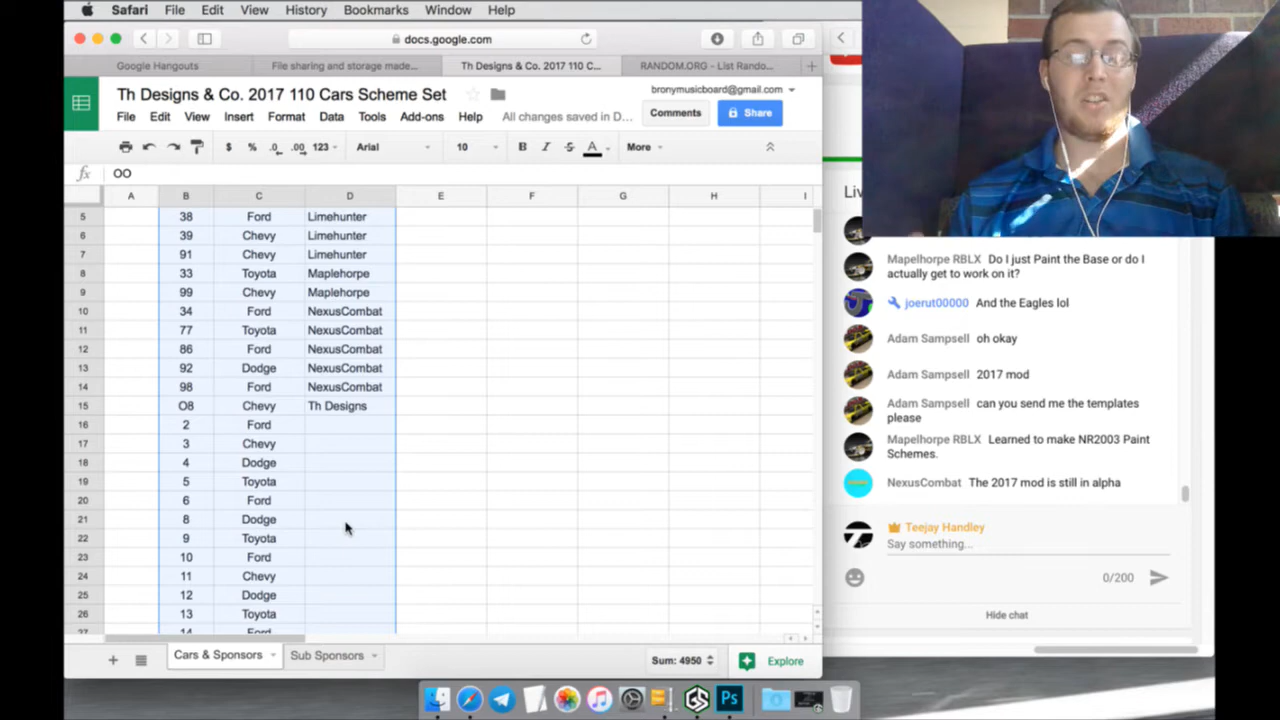 Safari File Edit View History Bookmarks Window Help
docs.google.com
Google Hangouts File sharing and storage made... Th Designs & Co. 2017 110 C... RANDOM.ORG - List Rando...
Th Designs & Co. 2017 110 Cars Scheme Set
bronymusicboard@gmail.com
File Edit View Insert Format Data Tools Add-ons Help All changes saved in D...
Comments Share
$ % .0 .00 123 Arial 10 B I S A More
fx OO
A B C D E F G H I
5 38 Ford Limehunter
6 39 Chevy Limehunter
7 91 Chevy Limehunter
8 33 Toyota Maplehorpe
9 99 Chevy Maplehorpe
10 34 Ford NexusCombat
11 77 Toyota NexusCombat
12 86 Ford NexusCombat
13 92 Dodge NexusCombat
14 98 Ford NexusCombat
15 O8 Chevy Th Designs
16 2 Ford
17 3 Chevy
18 4 Dodge
19 5 Toyota
20 6 Ford
21 8 Dodge
22 9 Toyota
23 10 Ford
24 11 Chevy
25 12 Dodge
26 13 Toyota
27 14 Ford
Cars & Sponsors Sub Sponsors Sum: 4950 Explore
Mapelhorpe RBLX Do I just Paint the Base or do I
actually get to work on it?
joerut00000 And the Eagles lol
Adam Sampsell oh okay
Adam Sampsell 2017 mod
Adam Sampsell can you send me the templates
please
Mapelhorpe RBLX Learned to make NR2003 Paint
Schemes.
NexusCombat The 2017 mod is still in alpha
Teejay Handley
Say something...
0/200
Hide chat
Ps